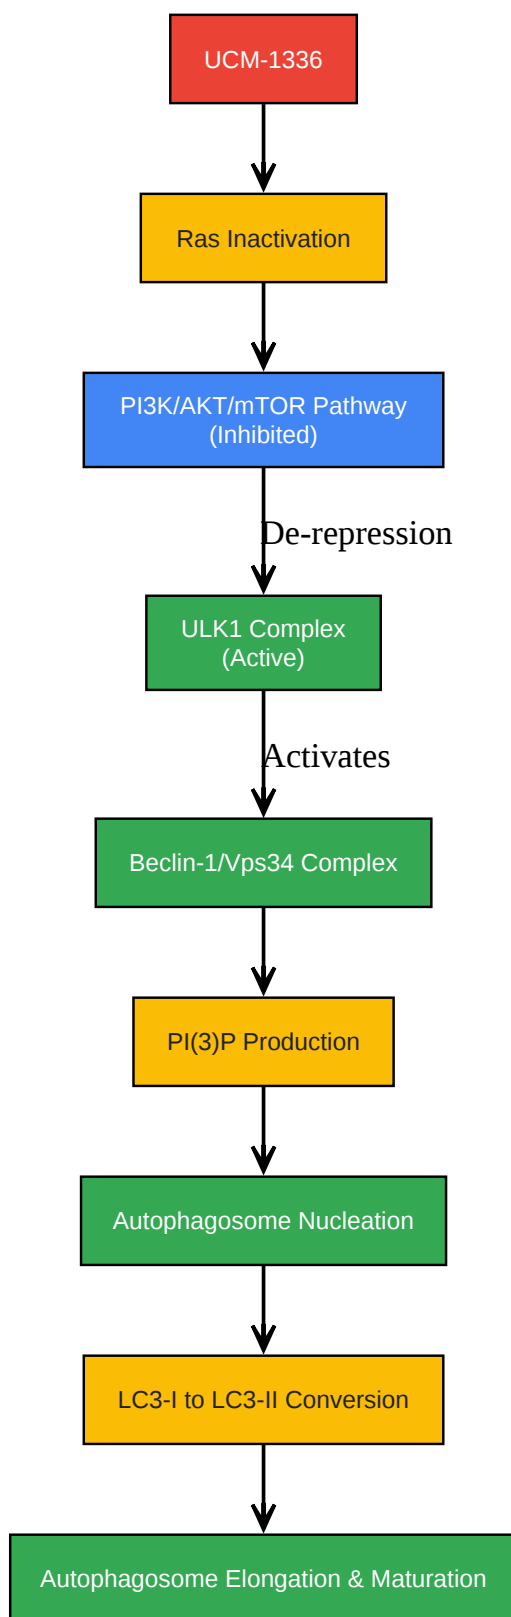 UCM-1336
Ras Inactivation
PI3K/AKT/mTOR Pathway
(Inhibited)
De-repression
ULK1 Complex
(Active)
Activates
Beclin-1/Vps34 Complex
PI(3)P Production
Autophagosome Nucleation
LC3-I to LC3-II Conversion
Autophagosome Elongation & Maturation